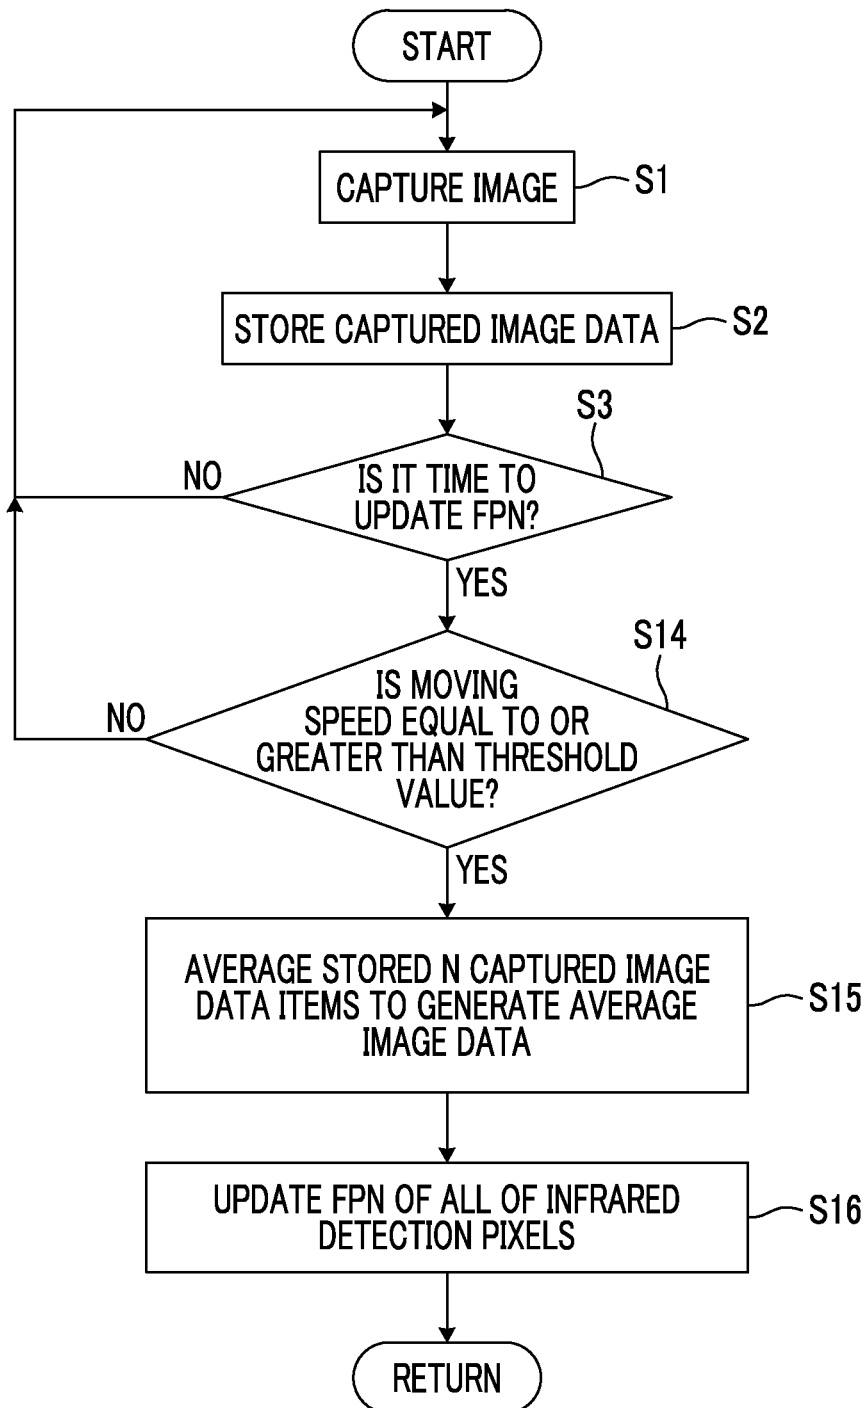 START
CAPTURE IMAGE
S1
STORE CAPTURED IMAGE DATA
S2
S3
IS IT TIME TO
UPDATE FPN?
NO
YES
S14
IS MOVING
SPEED EQUAL TO OR
GREATER THAN THRESHOLD
VALUE?
NO
YES
AVERAGE STORED N CAPTURED IMAGE
DATA ITEMS TO GENERATE AVERAGE
IMAGE DATA
S15
UPDATE FPN OF ALL OF INFRARED
DETECTION PIXELS
S16
RETURN